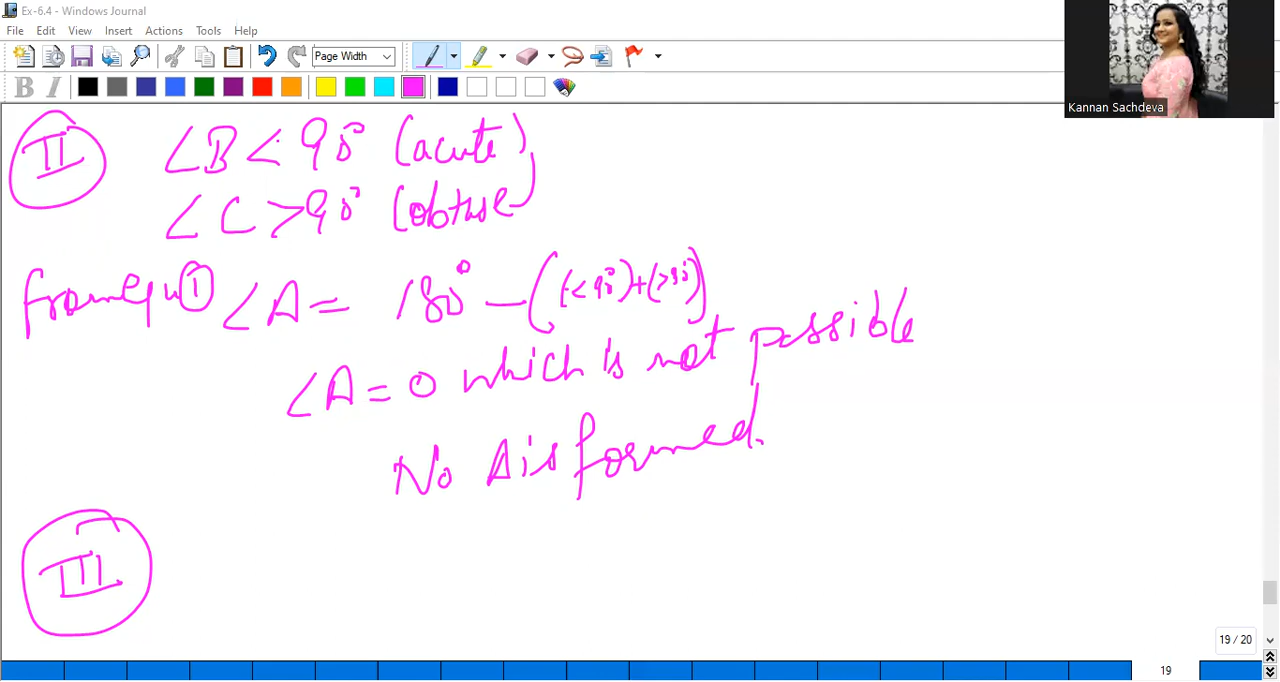 Ex-6.4 - Windows Journal
File Edit View Insert Actions Tools Help
Page Width
B I
Kannan Sachdeva
II ∠B < 90° (acute)
∠C > 90° (obtuse)
from equ ① ∠A = 180° - ((< 90°) + (> 90°))
∠A = 0 which is not possible
No Δ is formed.
III
19 / 20
19